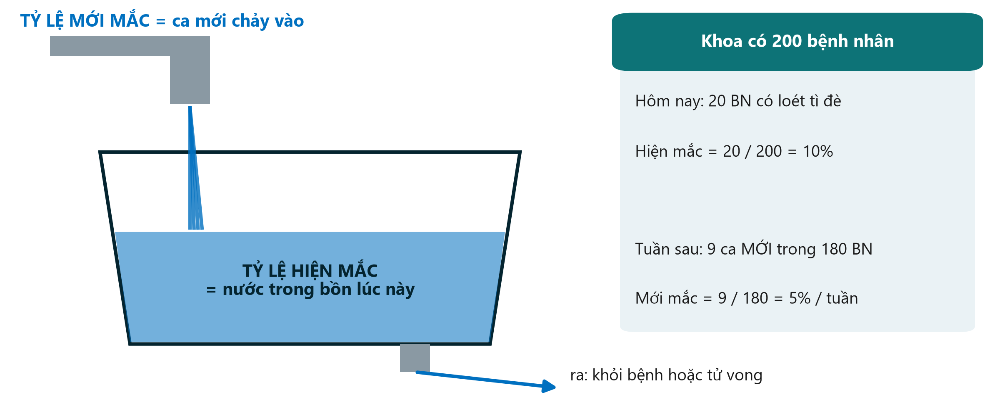 TỶ LỆ MỚI MẮC = ca mới chảy vào
TỶ LỆ HIỆN MẮC
= nước trong bồn lúc này
ra: khỏi bệnh hoặc tử vong
Khoa có 200 bệnh nhân
Hôm nay: 20 BN có loét tì đè
Hiện mắc = 20 / 200 = 10%
Tuần sau: 9 ca MỚI trong 180 BN
Mới mắc = 9 / 180 = 5% / tuần